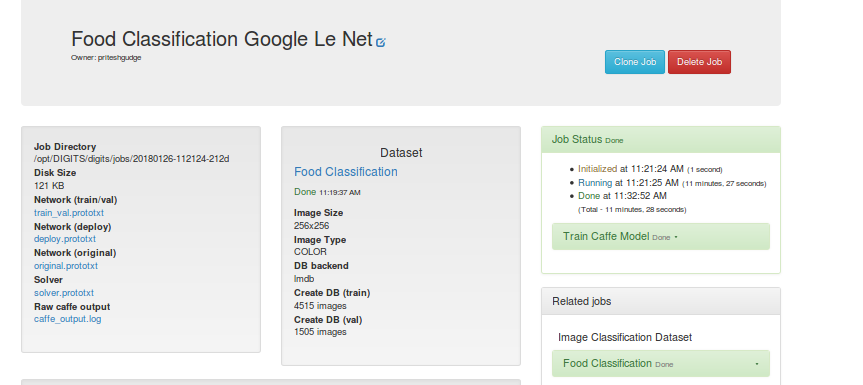 Food Classification Google Le Net
Owner: priteshgudge
Clone Job
Delete Job
Job Directory
/opt/DIGITS/digits/jobs/20180126-112124-212d
Disk Size
121 KB
Network (train/val)
train_val.prototxt
Network (deploy)
deploy.prototxt
Network (original)
original.prototxt
Solver
solver.prototxt
Raw caffe output
caffe_output.log
Dataset
Food Classification
Done 11:19:37 AM
Image Size
256x256
Image Type
COLOR
DB backend
lmdb
Create DB (train)
4515 images
Create DB (val)
1505 images
Job Status Done
Initialized at 11:21:24 AM (1 second)
Running at 11:21:25 AM (11 minutes, 27 seconds)
Done at 11:32:52 AM
(Total - 11 minutes, 28 seconds)
Train Caffe Model Done
Related jobs
Image Classification Dataset
Food Classification Done